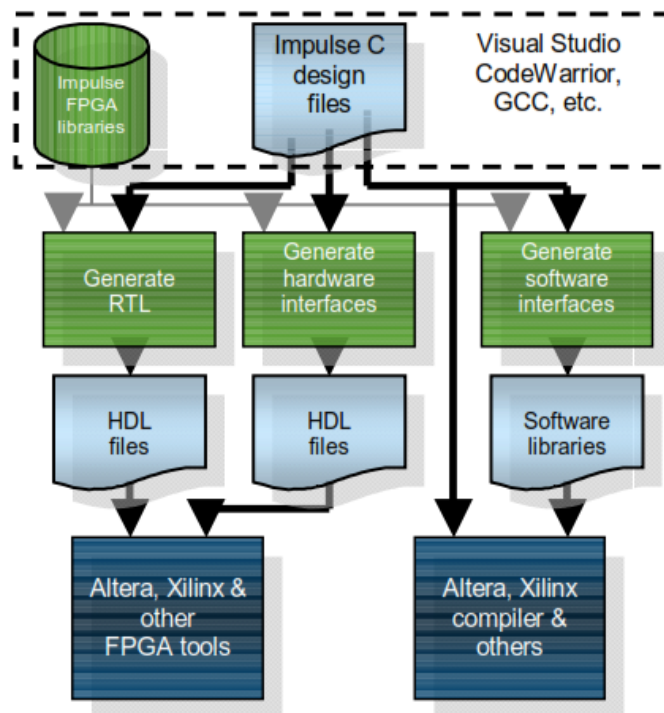 Impulse
FPGA
libraries
Impulse C
design
files
Visual Studio
CodeWarrior,
GCC, etc.
Generate
RTL
Generate
hardware
interfaces
Generate
software
interfaces
HDL
files
HDL
files
Software
libraries
Altera, Xilinx &
other
FPGA tools
Altera, Xilinx
compiler &
others